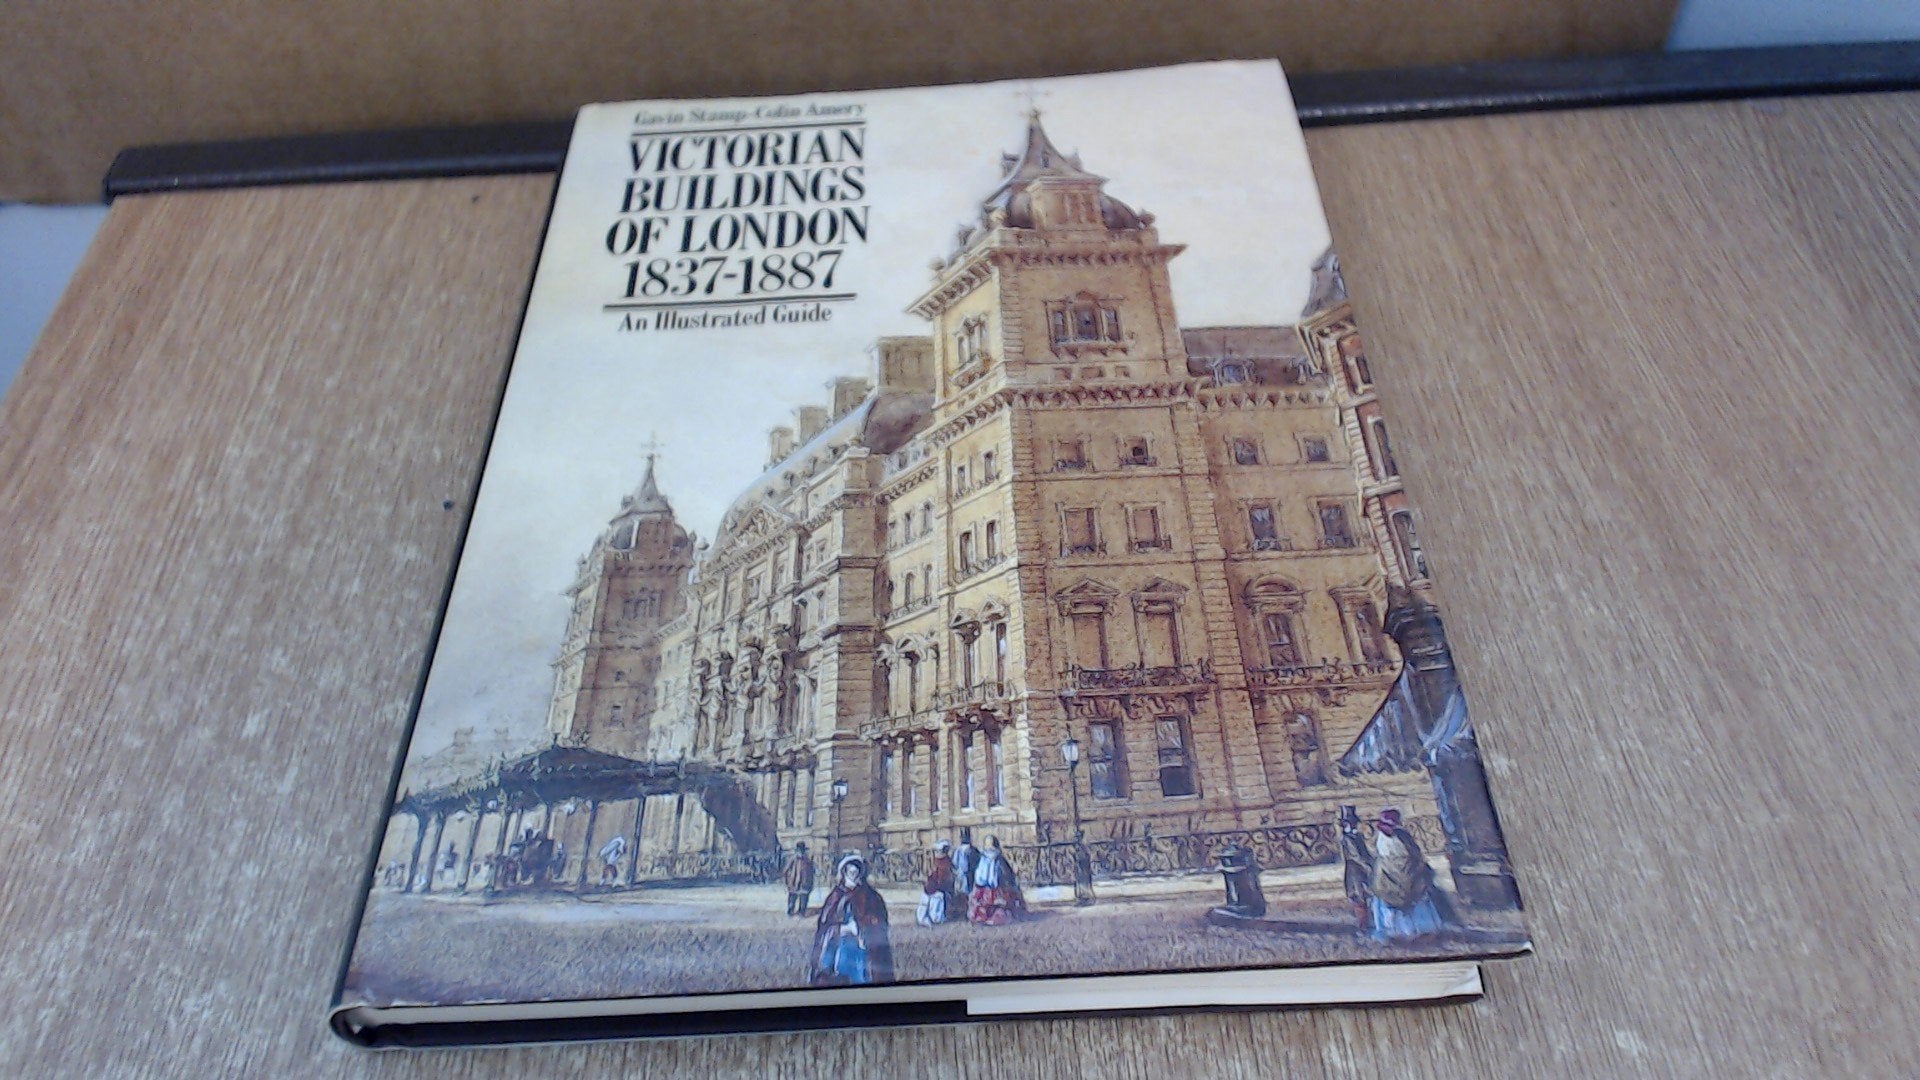 Gavin Stamp-Colin Amery
VICTORIAN
BUILDINGS
OF LONDON
1837-1887
An Illustrated Guide